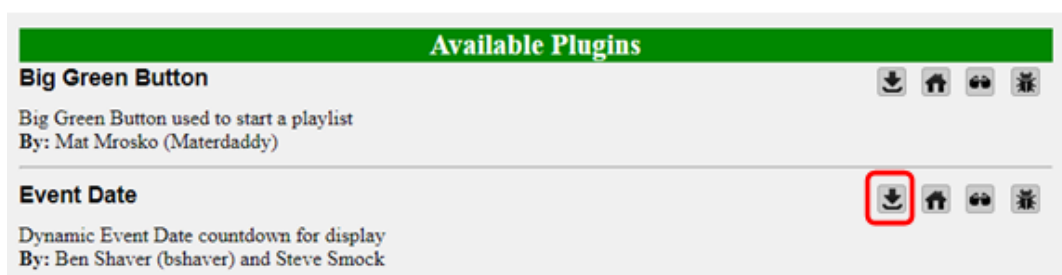 Available Plugins
Big Green Button
Big Green Button used to start a playlist
By: Mat Mrosko (Materdaddy)
Event Date
Dynamic Event Date countdown for display
By: Ben Shaver (bshaver) and Steve Smock